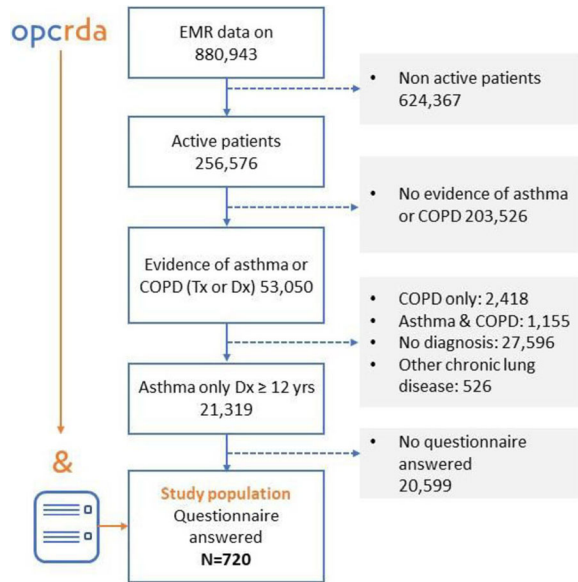 opcrda
EMR data on
880,943
• Non active patients
624,367
Active patients
256,576
• No evidence of asthma
or COPD 203,526
Evidence of asthma or
COPD (Tx or Dx) 53,050
• COPD only: 2,418
• Asthma & COPD: 1,155
• No diagnosis: 27,596
• Other chronic lung
disease: 526
Asthma only Dx ≥ 12 yrs
21,319
• No questionnaire
answered
20,599
&
Study population
Questionnaire
answered
N=720